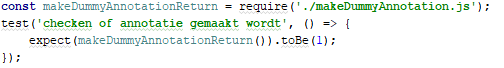 const makeDummyAnnotationReturn = require('./makeDummyAnnotation.js');
test('checken of annotatie gemaakt wordt', () => {
    expect(makeDummyAnnotationReturn()).toBe(1);
});